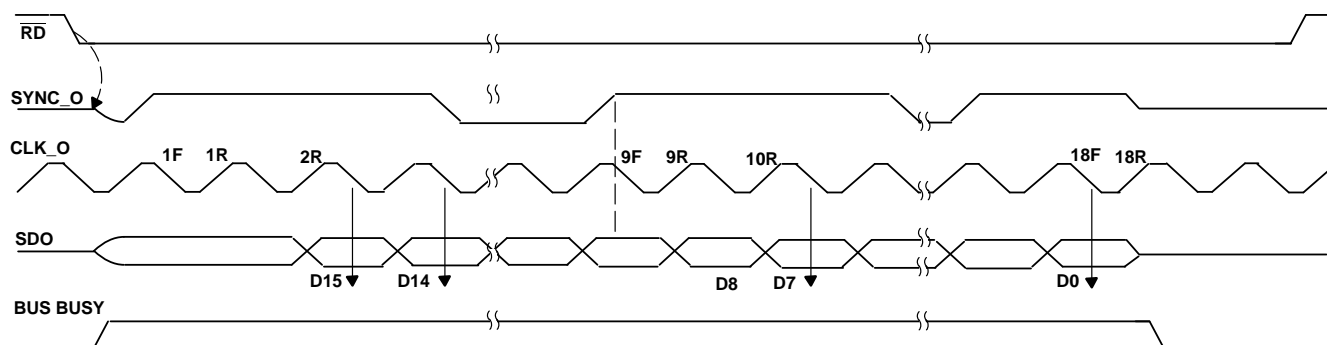 RD
SYNC_O
CLK_O
1F 1R 2R 9F 9R 10R 18F 18R
SDO
D15 D14 D8 D7 D0
BUS BUSY